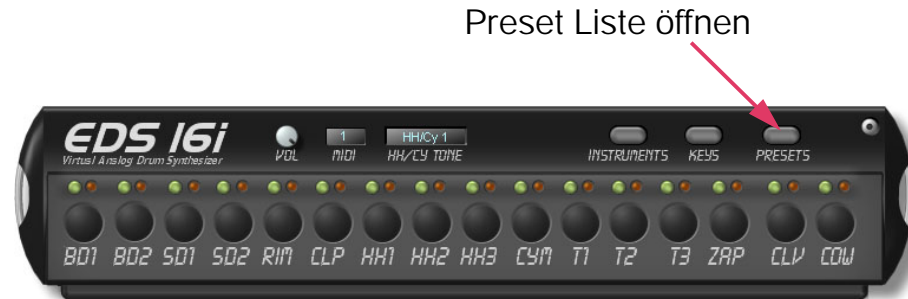 Preset Liste öffnen
EDS 16i
Virtual Analog Drum Synthesizer
1
HH/Cy 1
VOL
MIDI
HH/CY TONE
INSTRUMENTS
KEYS
PRESETS
BD1 BD2 SD1 SD2 RIM CLP HH1 HH2 HH3 CYM T1 T2 T3 ZAP CLV COW